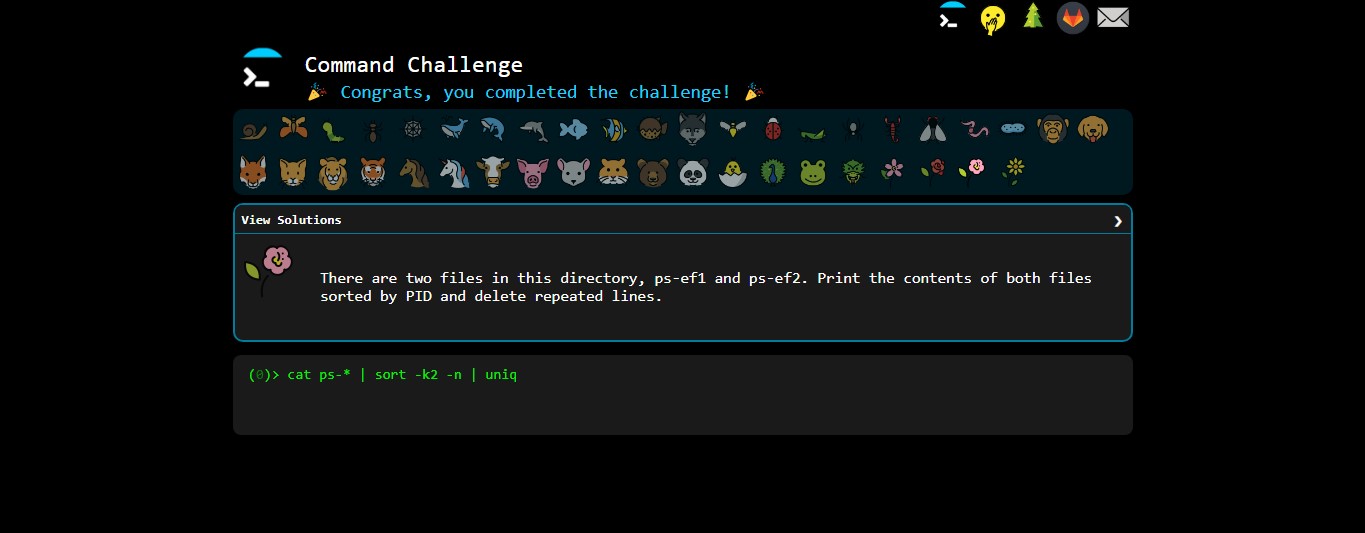 Command Challenge
🎉 Congrats, you completed the challenge! 🎉
View Solutions ❯
There are two files in this directory, ps-ef1 and ps-ef2. Print the contents of both files
sorted by PID and delete repeated lines.
(0)> cat ps-* | sort -k2 -n | uniq